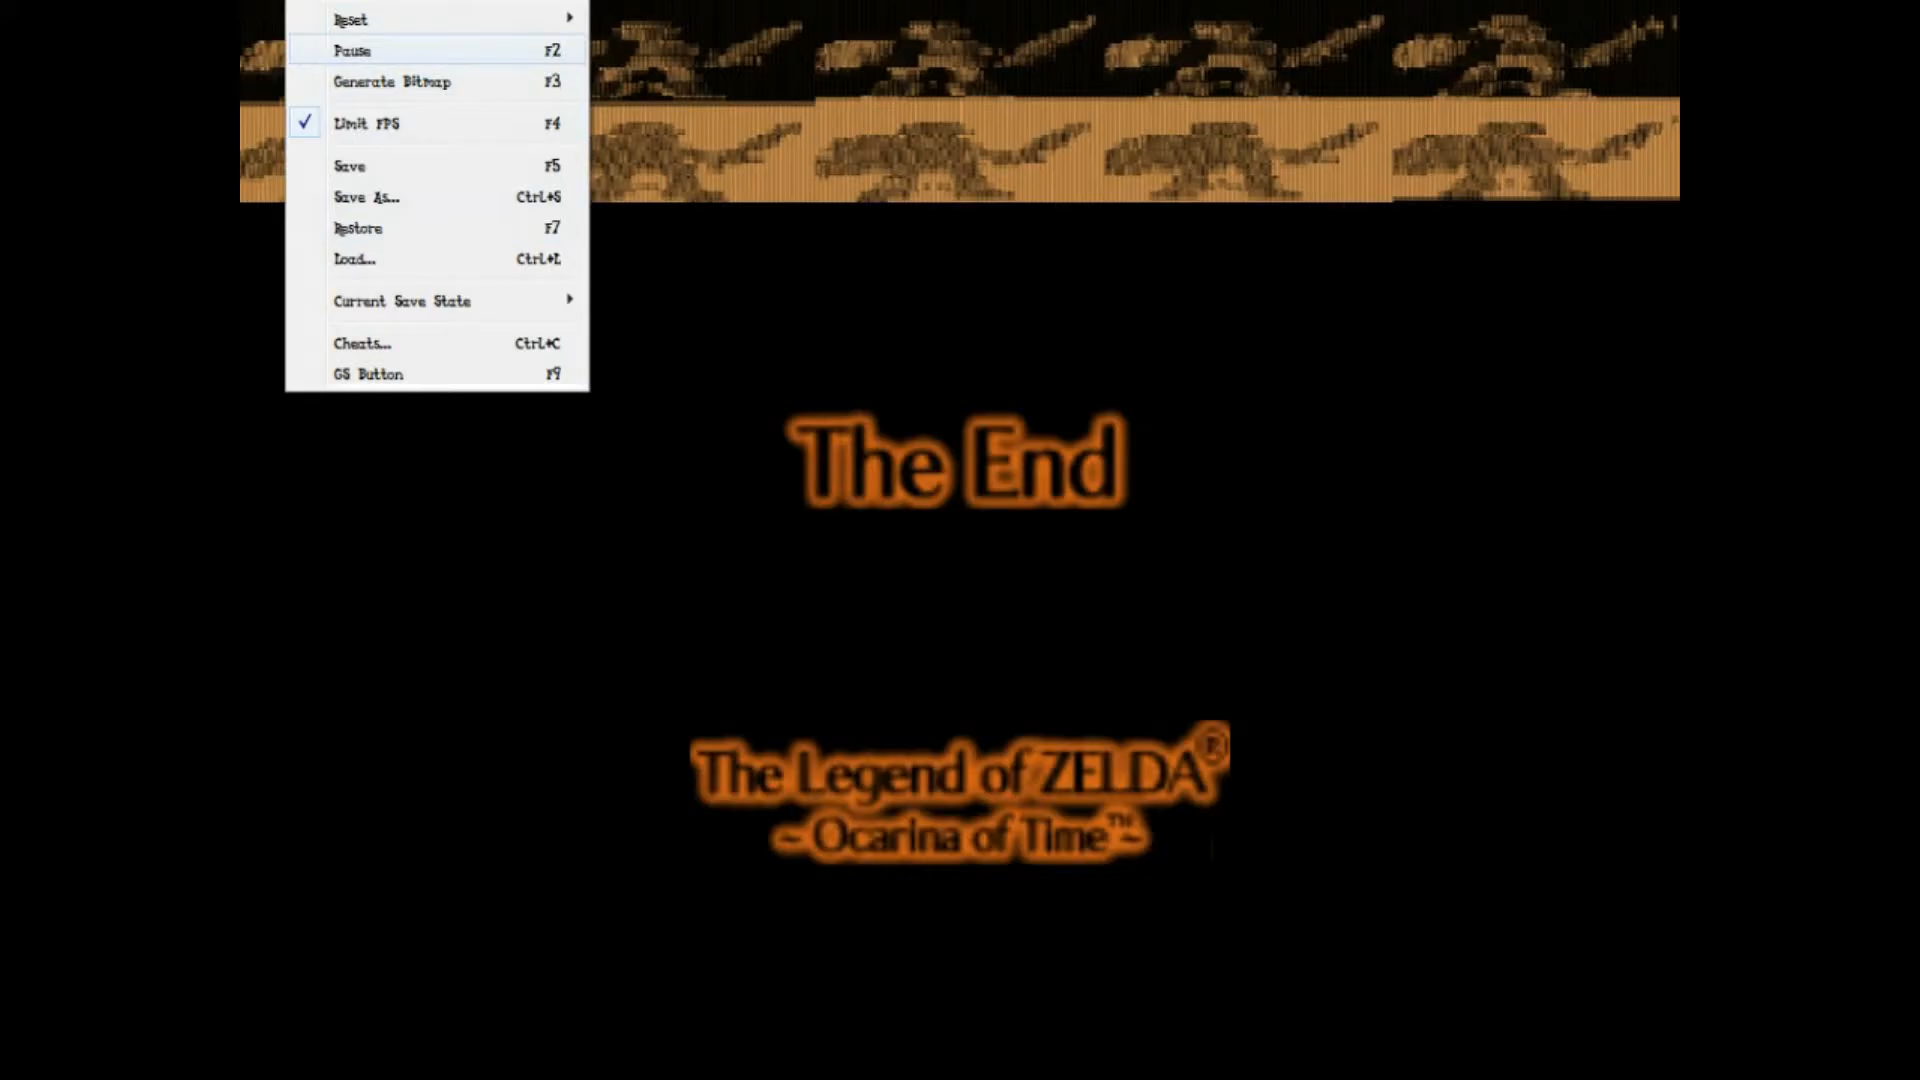 Reset
Pause F2
Generate Bitmap F3
Limit FPS F4
Save F5
Save As... Ctrl+S
Restore F7
Load... Ctrl+L
Current Save State
Cheats... Ctrl+C
GS Button F9
The End
The Legend of ZELDA®
~ Ocarina of Time™~